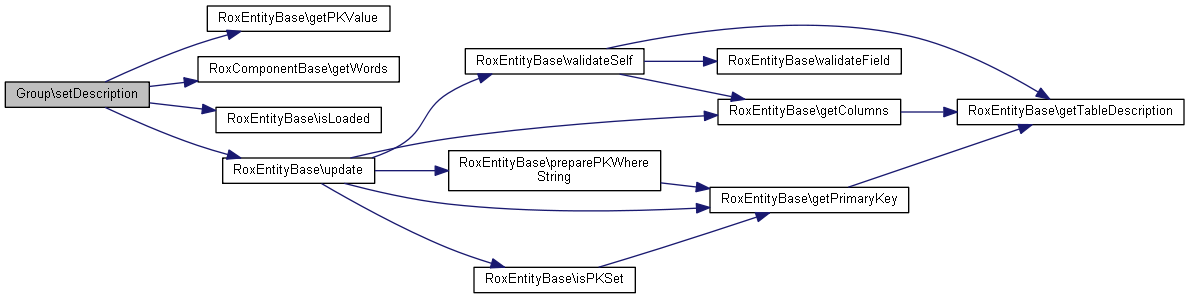 Group\setDescription
RoxEntityBase\getPKValue
RoxComponentBase\getWords
RoxEntityBase\isLoaded
RoxEntityBase\update
RoxEntityBase\validateSelf
RoxEntityBase\preparePKWhere
String
RoxEntityBase\isPKSet
RoxEntityBase\validateField
RoxEntityBase\getColumns
RoxEntityBase\getPrimaryKey
RoxEntityBase\getTableDescription